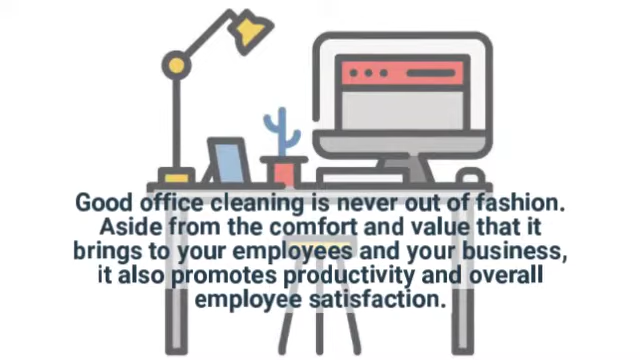 Good office cleaning is never out of fashion.
Aside from the comfort and value that it
brings to your employees and your business,
it also promotes productivity and overall
employee satisfaction.